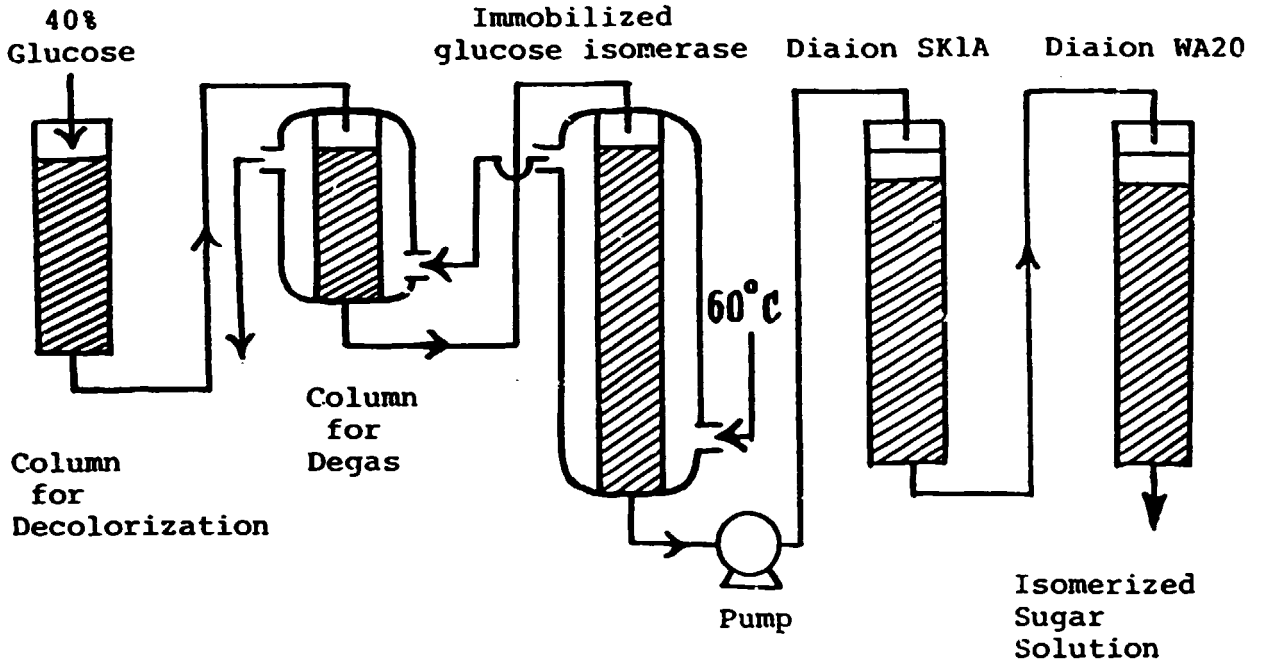 40%
Glucose
Immobilized
glucose isomerase
Diaion SK1A
Diaion WA20
60°C
Column
for
Degas
Column
for
Decolorization
Pump
Isomerized
Sugar
Solution